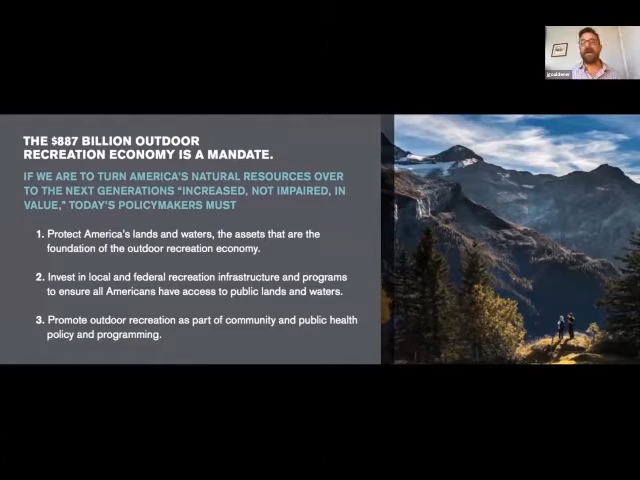 jgoddener
THE $887 BILLION OUTDOOR
RECREATION ECONOMY IS A MANDATE.
IF WE ARE TO TURN AMERICA'S NATURAL RESOURCES OVER
TO THE NEXT GENERATIONS "INCREASED, NOT IMPAIRED, IN
VALUE," TODAY'S POLICYMAKERS MUST
1. Protect America's lands and waters, the assets that are the
foundation of the outdoor recreation economy.
2. Invest in local and federal recreation infrastructure and programs
to ensure all Americans have access to public lands and waters.
3. Promote outdoor recreation as part of community and public health
policy and programming.